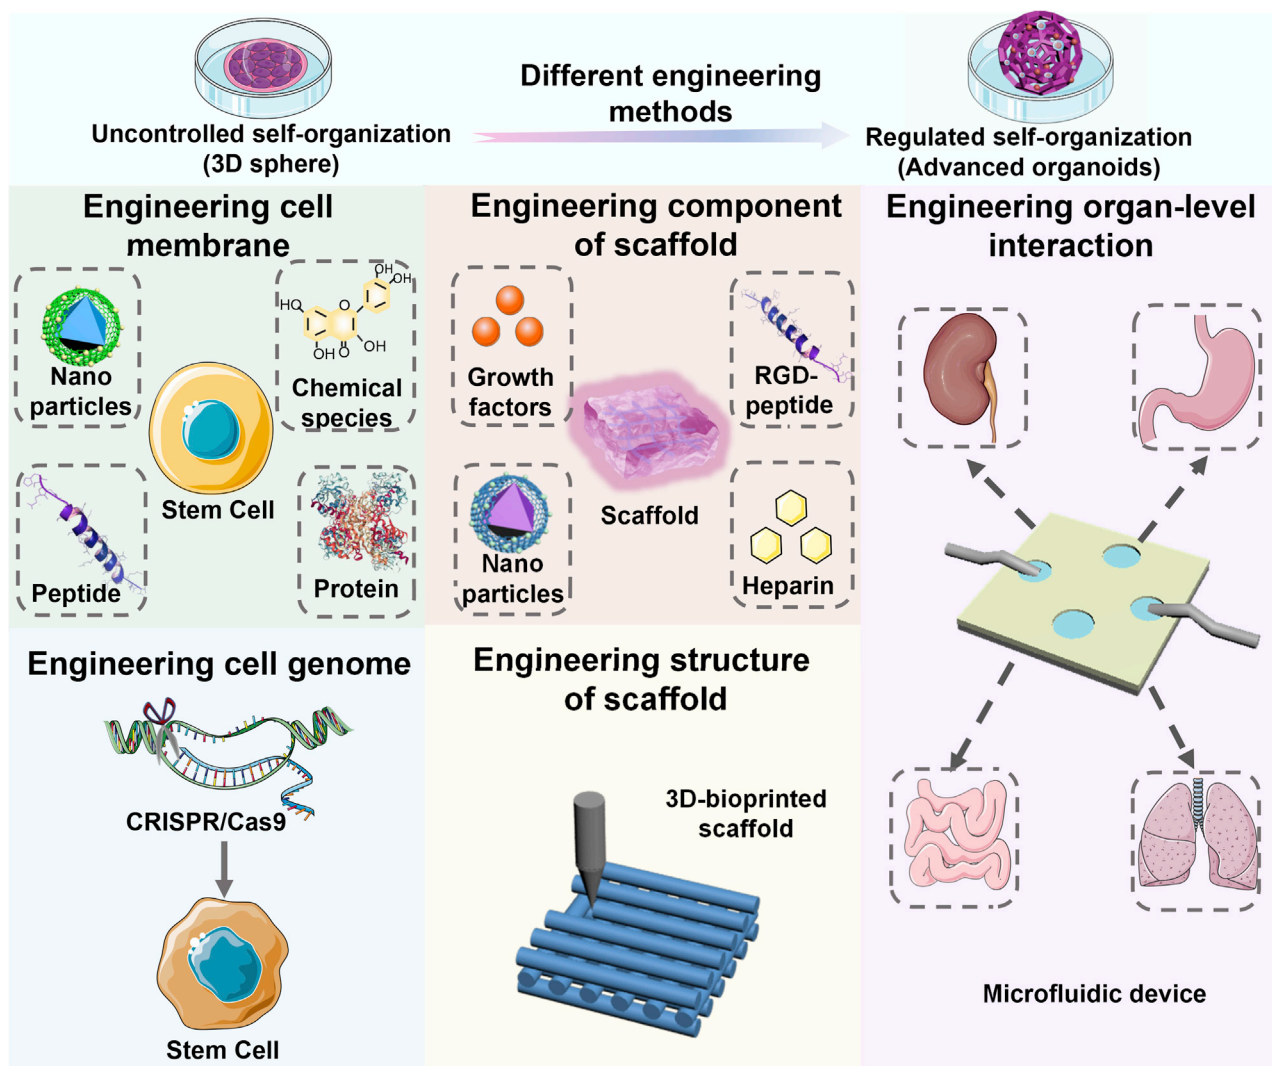 Different engineering
methods
Uncontrolled self-organization
(3D sphere)
Regulated self-organization
(Advanced organoids)
Engineering cell
membrane
Nano
particles
OH
OH
HO
O
OH
O
OH
Chemical
species
Stem Cell
Peptide
Protein
Engineering component
of scaffold
Growth
factors
RGD-
peptide
Scaffold
Nano
particles
Heparin
Engineering organ-level
interaction
Microfluidic device
Engineering cell genome
CRISPR/Cas9
Stem Cell
Engineering structure
of scaffold
3D-bioprinted
scaffold